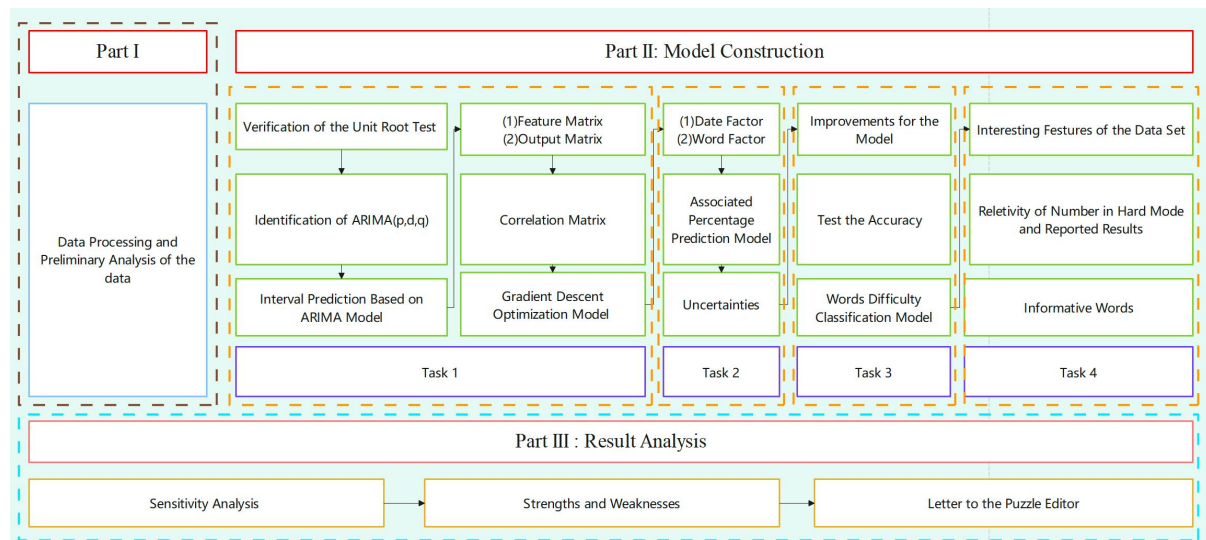 Part I
Data Processing and
Preliminary Analysis of the
data
Part II: Model Construction
Verification of the Unit Root Test
Identification of ARIMA(p,d,q)
Interval Prediction Based on
ARIMA Model
(1)Feature Matrix
(2)Output Matrix
Correlation Matrix
Gradient Descent
Optimization Model
Task 1
(1)Date Factor
(2)Word Factor
Associated
Percentage
Prediction Model
Uncertainties
Task 2
Improvements for the
Model
Test the Accuracy
Words Difficulty
Classification Model
Task 3
Interesting Festures of the Data Set
Reletivity of Number in Hard Mode
and Reported Results
Informative Words
Task 4
Part III : Result Analysis
Sensitivity Analysis
Strengths and Weaknesses
Letter to the Puzzle Editor